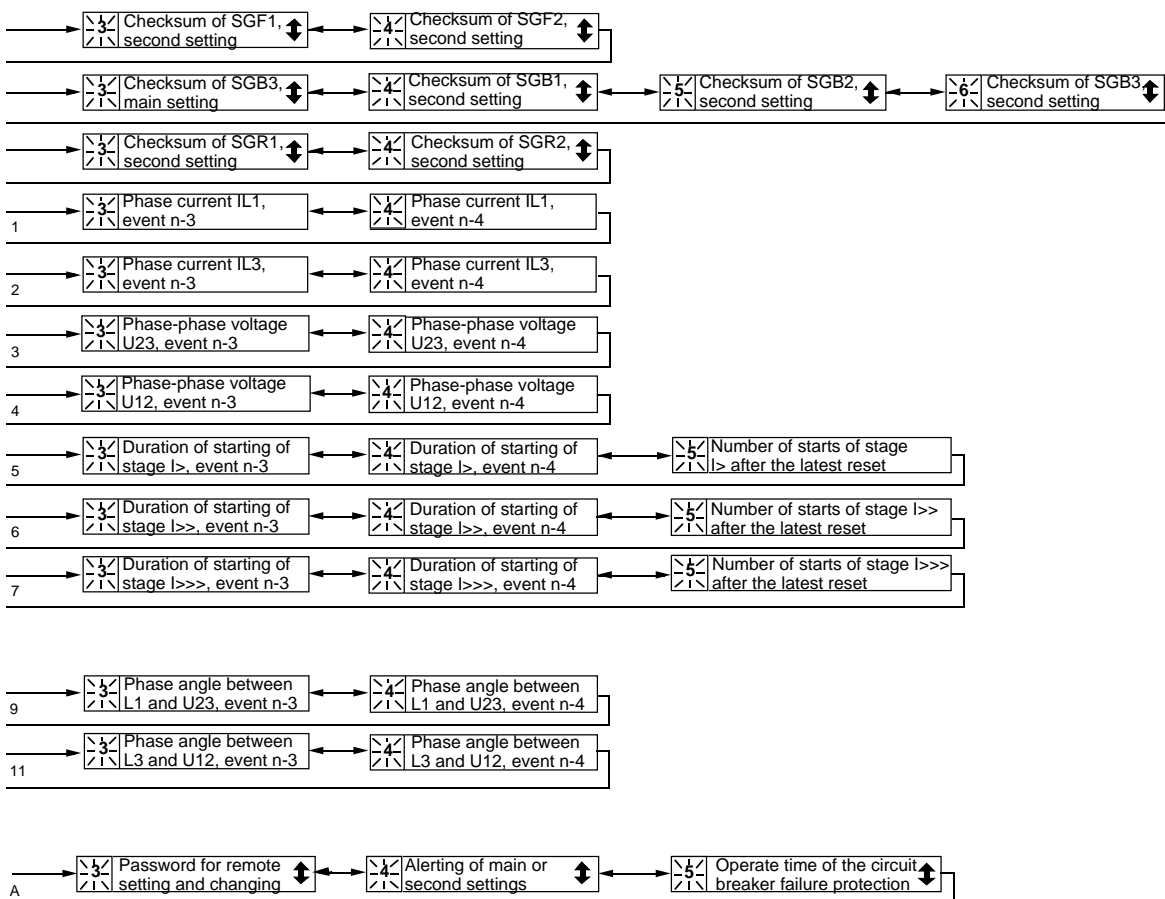 3 Checksum of SGF1, second setting
4 Checksum of SGF2, second setting
3 Checksum of SGB3, main setting
4 Checksum of SGB1, second setting
5 Checksum of SGB2, second setting
6 Checksum of SGB3, second setting
3 Checksum of SGR1, second setting
4 Checksum of SGR2, second setting
1
3 Phase current IL1, event n-3
4 Phase current IL1, event n-4
2
3 Phase current IL3, event n-3
4 Phase current IL3, event n-4
3
3 Phase-phase voltage U23, event n-3
4 Phase-phase voltage U23, event n-4
4
3 Phase-phase voltage U12, event n-3
4 Phase-phase voltage U12, event n-4
5
3 Duration of starting of stage I>, event n-3
4 Duration of starting of stage I>, event n-4
5 Number of starts of stage I> after the latest reset
6
3 Duration of starting of stage I>>, event n-3
4 Duration of starting of stage I>>, event n-4
5 Number of starts of stage I>> after the latest reset
7
3 Duration of starting of stage I>>>, event n-3
4 Duration of starting of stage I>>>, event n-4
5 Number of starts of stage I>>> after the latest reset
9
3 Phase angle between L1 and U23, event n-3
4 Phase angle between L1 and U23, event n-4
11
3 Phase angle between L3 and U12, event n-3
4 Phase angle between L3 and U12, event n-4
A
3 Password for remote setting and changing
4 Alerting of main or second settings
5 Operate time of the circuit breaker failure protection